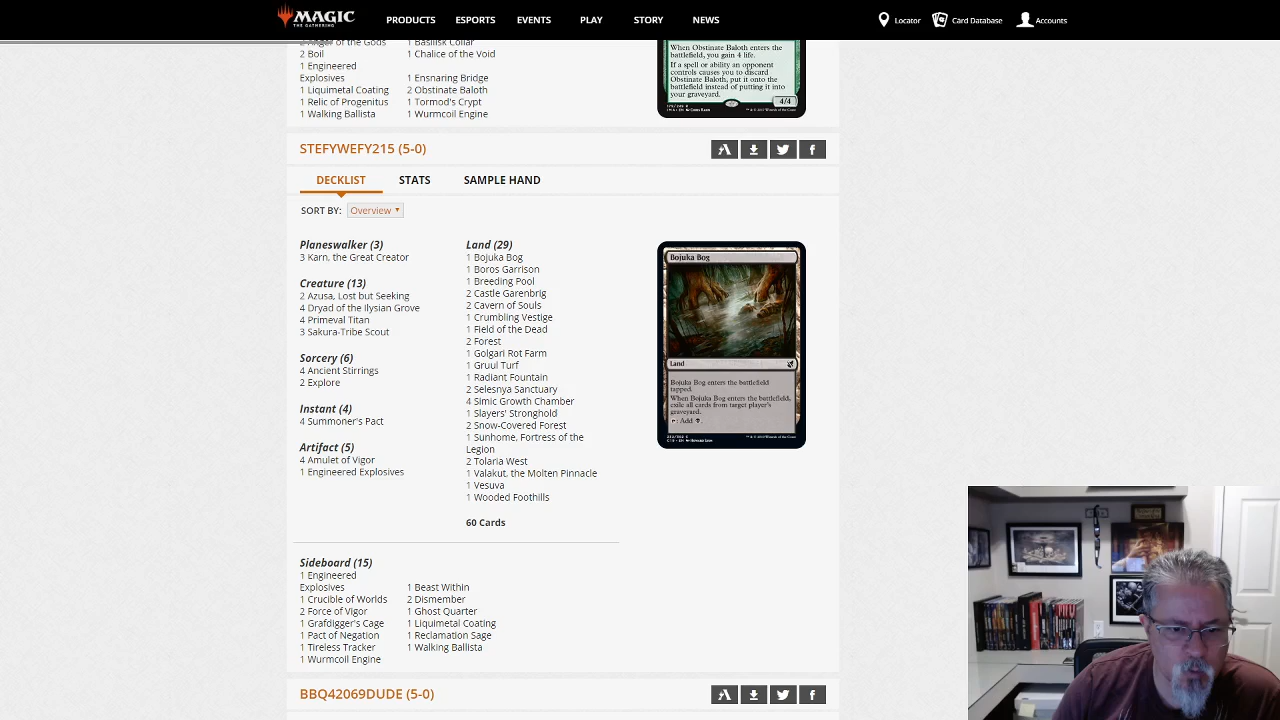 MAGIC
THE GATHERING
PRODUCTS ESPORTS EVENTS PLAY STORY NEWS
Locator Card Database Accounts
2 Anger of the Gods
2 Boil
1 Engineered
Explosives
1 Liquimetal Coating
1 Relic of Progenitus
1 Walking Ballista
1 Basilisk Collar
1 Chalice of the Void
1 Ensnaring Bridge
2 Obstinate Baloth
1 Tormod's Crypt
1 Wurmcoil Engine
When Obstinate Baloth enters the
battlefield, you gain 4 life.
If a spell or ability an opponent
controls causes you to discard
Obstinate Baloth, put it onto the
battlefield instead of putting it into
your graveyard.
4/4
STEFYWEFY215 (5-0)
DECKLIST STATS SAMPLE HAND
SORT BY: Overview
Planeswalker (3)
3 Karn, the Great Creator
Creature (13)
2 Azusa, Lost but Seeking
4 Dryad of the Ilysian Grove
4 Primeval Titan
3 Sakura-Tribe Scout
Sorcery (6)
4 Ancient Stirrings
2 Explore
Instant (4)
4 Summoner's Pact
Artifact (5)
4 Amulet of Vigor
1 Engineered Explosives
Land (29)
1 Bojuka Bog
1 Boros Garrison
1 Breeding Pool
2 Castle Garenbrig
2 Cavern of Souls
1 Crumbling Vestige
1 Field of the Dead
2 Forest
1 Golgari Rot Farm
1 Gruul Turf
1 Radiant Fountain
2 Selesnya Sanctuary
4 Simic Growth Chamber
1 Slayers' Stronghold
2 Snow-Covered Forest
1 Sunhome, Fortress of the
Legion
2 Tolaria West
1 Valakut, the Molten Pinnacle
1 Vesuva
1 Wooded Foothills
60 Cards
Bojuka Bog
Land
Bojuka Bog enters the battlefield
tapped.
When Bojuka Bog enters the battlefield,
exile all cards from target player's
graveyard.
: Add
Sideboard (15)
1 Engineered
Explosives
1 Crucible of Worlds
2 Force of Vigor
1 Grafdigger's Cage
1 Pact of Negation
1 Tireless Tracker
1 Wurmcoil Engine
1 Beast Within
2 Dismember
1 Ghost Quarter
1 Liquimetal Coating
1 Reclamation Sage
1 Walking Ballista
BBQ42069DUDE (5-0)